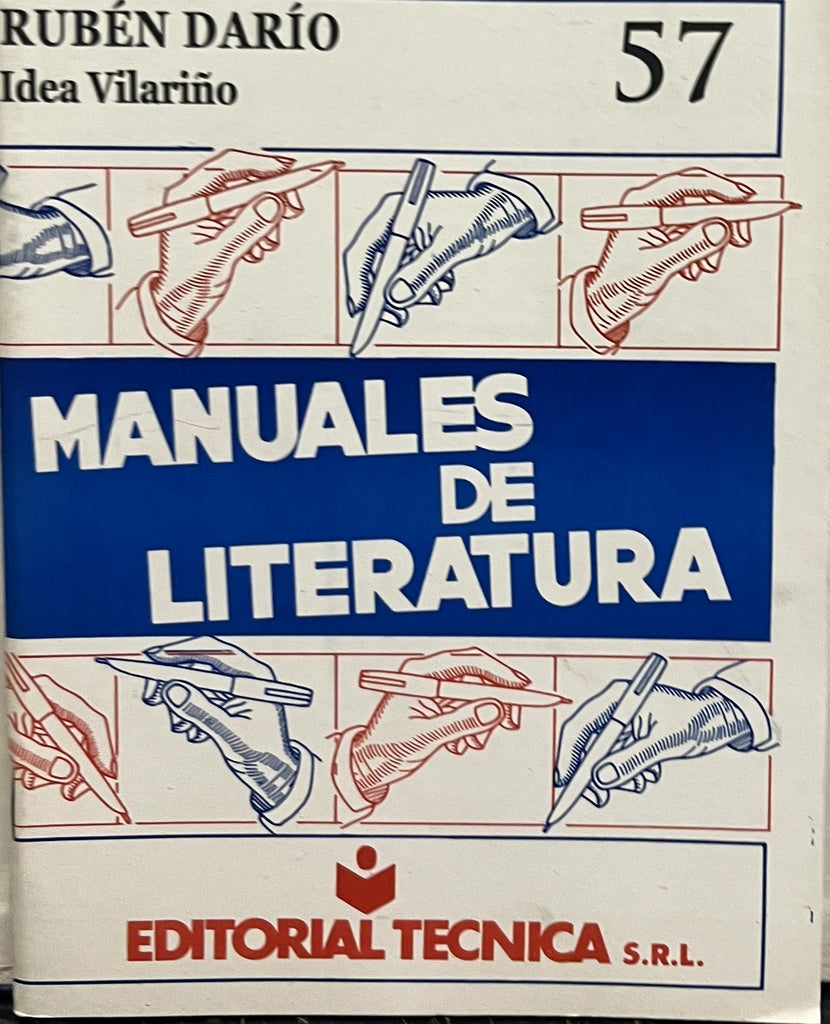 RUBÉN DARÍO
Idea Vilariño
57
MANUALES
DE
LITERATURA
EDITORIAL TECNICA S.R.L.